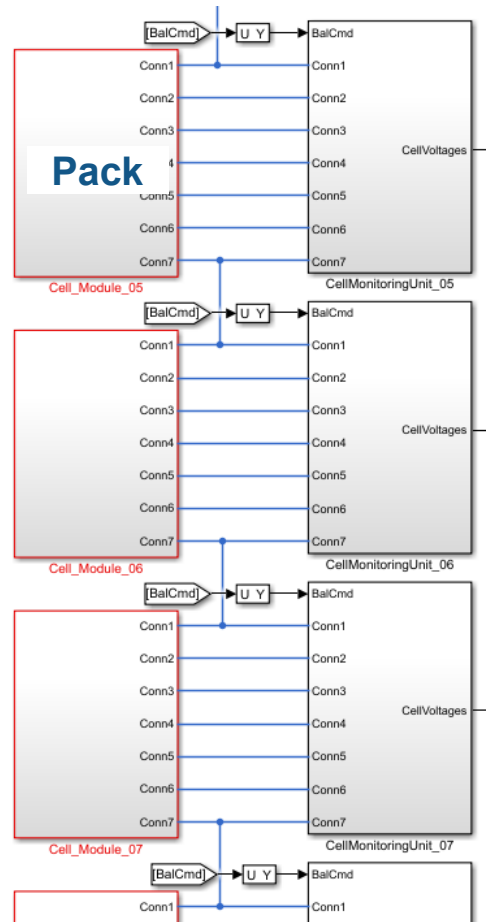 [BalCmd] U Y BalCmd
Conn1 Conn1
Conn2 Conn2
Conn3 Conn3
Pack 4 Conn4 CellVoltages
Conn5 Conn5
Conn6 Conn6
Conn7 Conn7
Cell_Module_05 CellMonitoringUnit_05
[BalCmd] U Y BalCmd
Conn1 Conn1
Conn2 Conn2
Conn3 Conn3
Conn4 Conn4 CellVoltages
Conn5 Conn5
Conn6 Conn6
Conn7 Conn7
Cell_Module_06 CellMonitoringUnit_06
[BalCmd] U Y BalCmd
Conn1 Conn1
Conn2 Conn2
Conn3 Conn3
Conn4 Conn4 CellVoltages
Conn5 Conn5
Conn6 Conn6
Conn7 Conn7
Cell_Module_07 CellMonitoringUnit_07
[BalCmd] U Y BalCmd
Conn1 Conn1